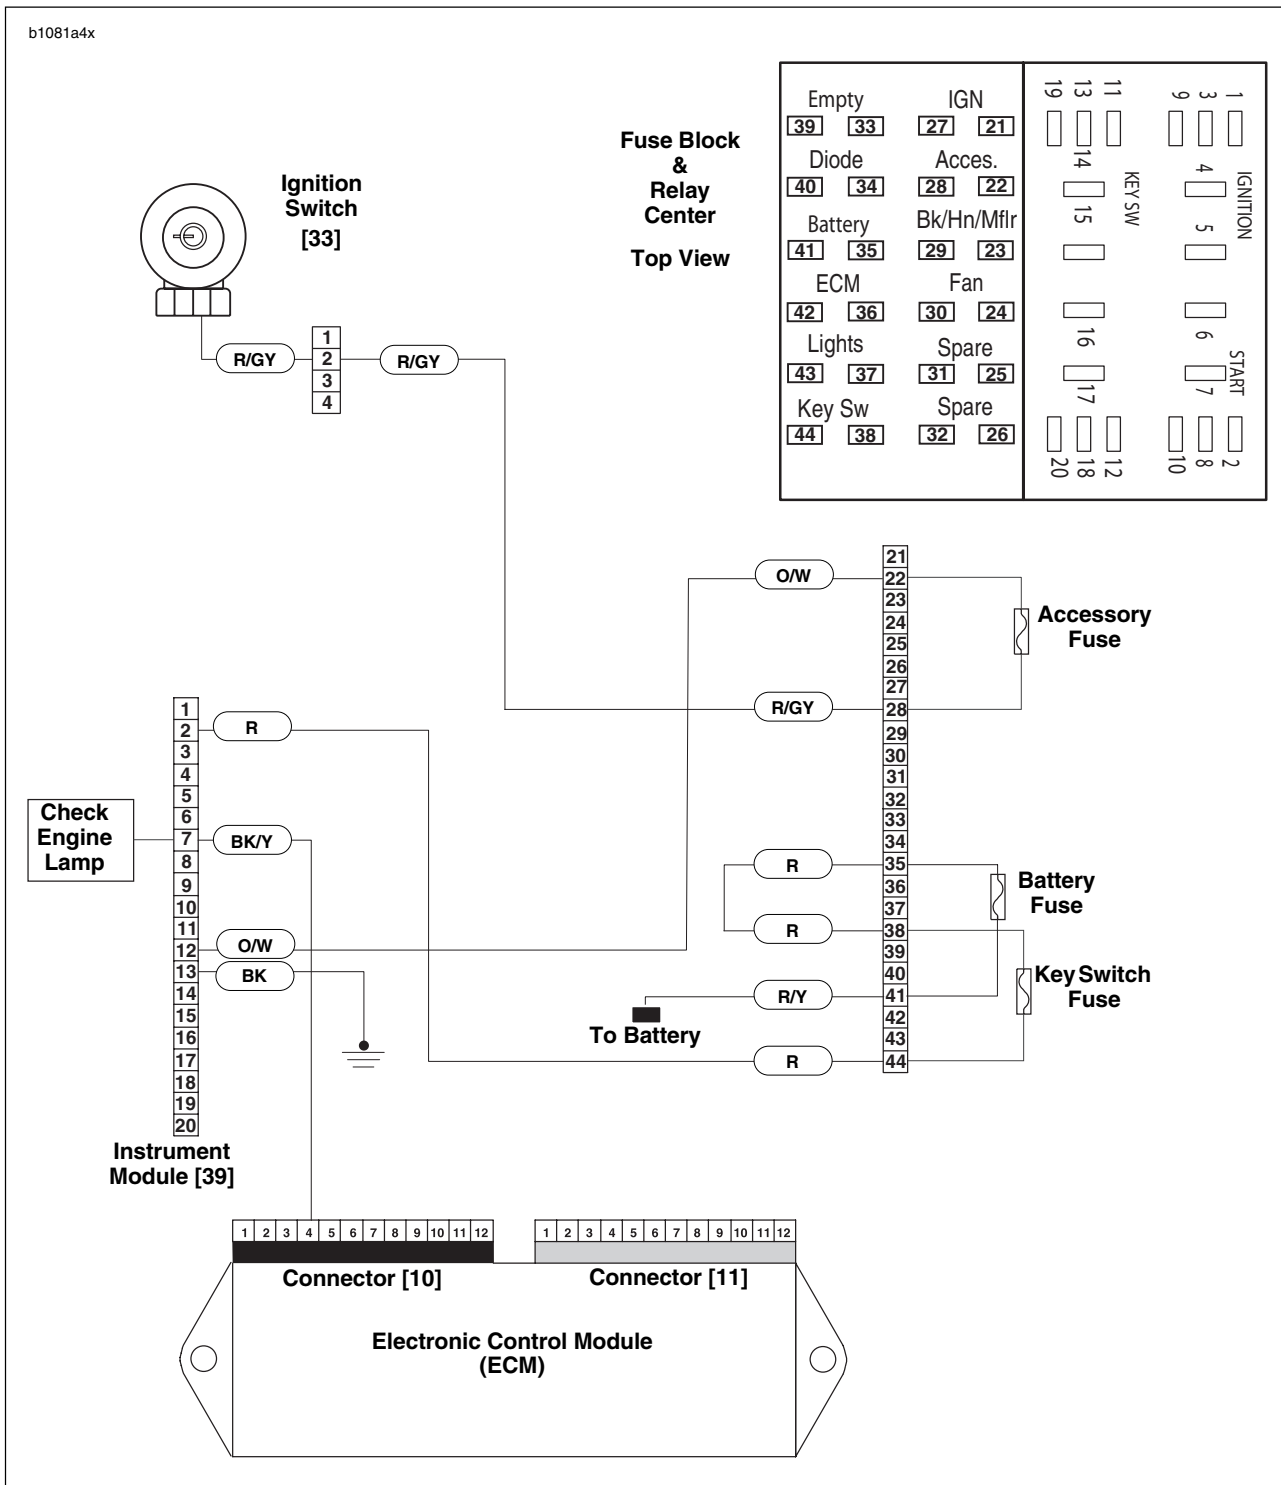 b1081a4x
Ignition
Switch
[33]
R/GY
1
2
3
4
R/GY
Fuse Block
&
Relay
Center
Top View
Empty IGN
39 33 27 21
Diode Acces.
40 34 28 22
Battery Bk/Hn/Mflr
41 35 29 23
ECM Fan
42 36 30 24
Lights Spare
43 37 31 25
Key Sw Spare
44 38 32 26
19 13 11 9 3 1
14 4
KEY SW IGNITION
15 5
16 6
START
17 7
20 18 12 10 8 2
O/W
R/GY
R
R
R/Y
To Battery
R
21
22
23
24
25
26
27
28
29
30
31
32
33
34
35
36
37
38
39
40
41
42
43
44
Accessory
Fuse
Battery
Fuse
Key Switch
Fuse
Check
Engine
Lamp
1
2
3
4
5
6
7
8
9
10
11
12
13
14
15
16
17
18
19
20
R
BK/Y
O/W
BK
Instrument
Module [39]
1 2 3 4 5 6 7 8 9 10 11 12
1 2 3 4 5 6 7 8 9 10 11 12
Connector [10]
Connector [11]
Electronic Control Module
(ECM)